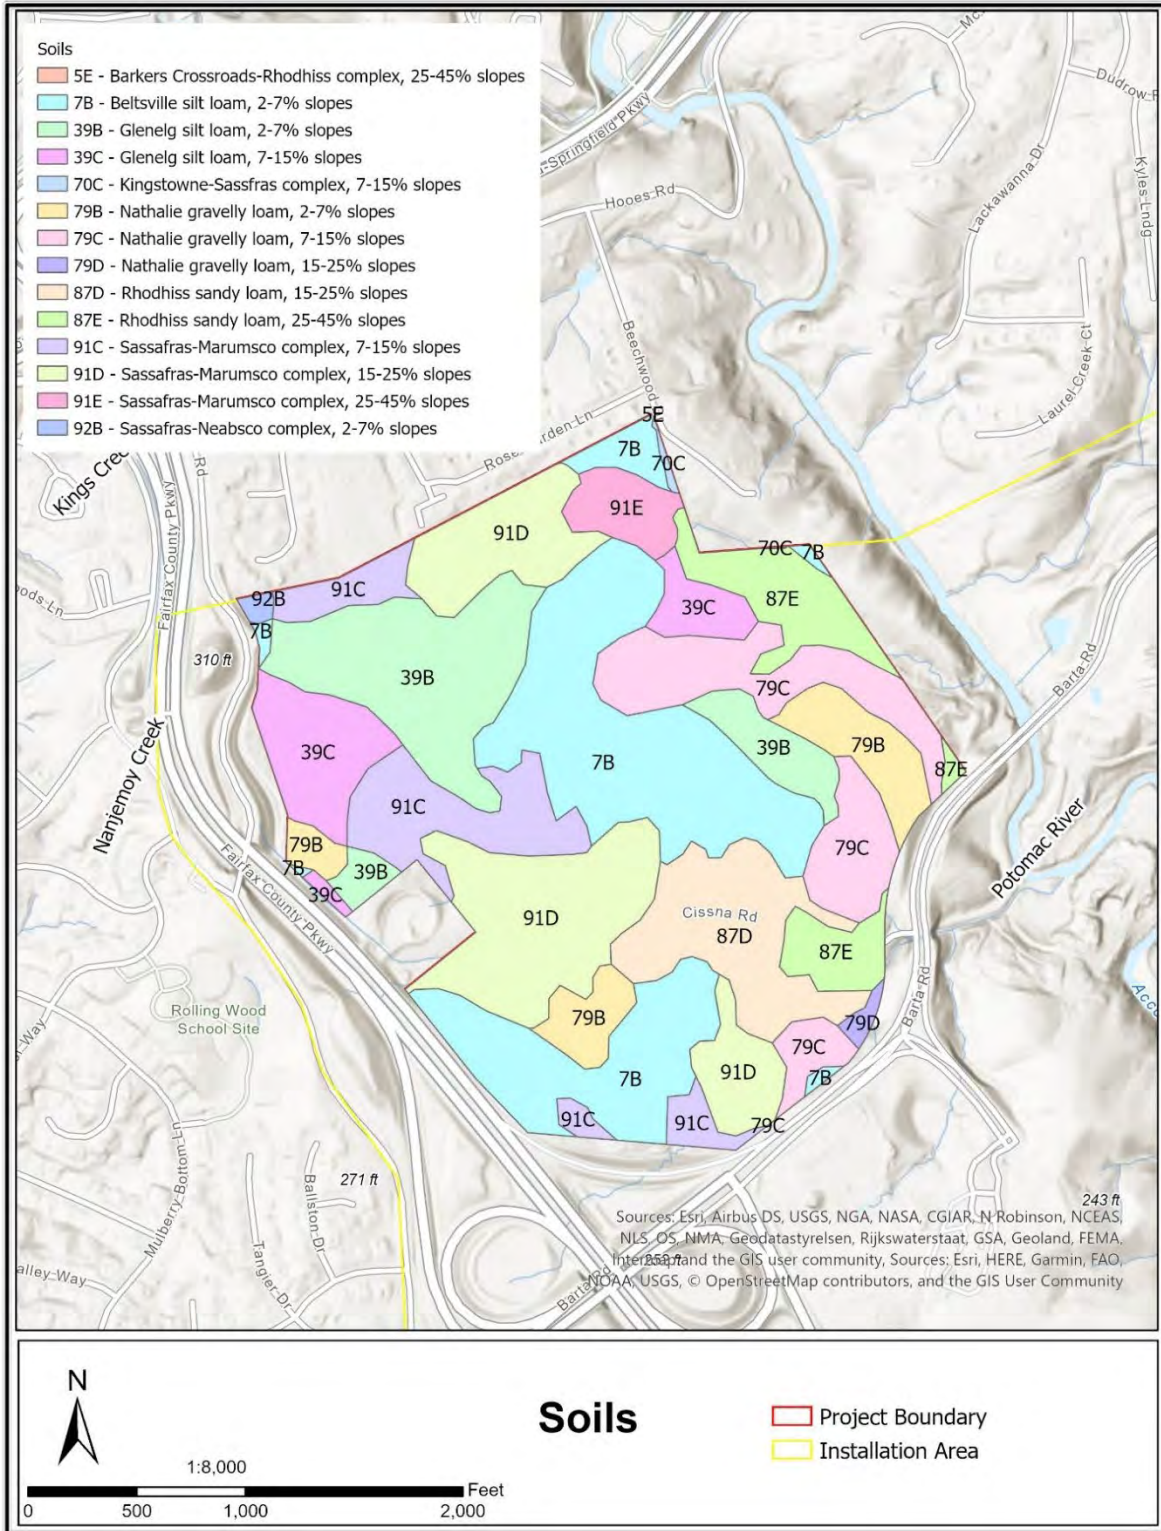 Soils
5E - Barkers Crossroads-Rhodhiss complex, 25-45% slopes
7B - Beltsville silt loam, 2-7% slopes
39B - Glenelg silt loam, 2-7% slopes
39C - Glenelg silt loam, 7-15% slopes
70C - Kingstowne-Sassfras complex, 7-15% slopes
79B - Nathalie gravelly loam, 2-7% slopes
79C - Nathalie gravelly loam, 7-15% slopes
79D - Nathalie gravelly loam, 15-25% slopes
87D - Rhodhiss sandy loam, 15-25% slopes
87E - Rhodhiss sandy loam, 25-45% slopes
91C - Sassafras-Marumsco complex, 7-15% slopes
91D - Sassafras-Marumsco complex, 15-25% slopes
91E - Sassafras-Marumsco complex, 25-45% slopes
92B - Sassafras-Neabsco complex, 2-7% slopes
Springfield Pkwy
Hooes Rd
Lackawanna Dr
Kyles Lndg
Laurel Creek Ct
Beechwood
Kings
Rd
Fairfax County Pkwy
5E
7B
70C
91E
91D
70C
7B
91C
92B
87E
39C
7B
310 ft
39B
79C
Barta Rd
39C
39B
79B
7B
87E
Nanjemoy Creek
91C
79B
79C
7B
39B
39C
Potomac River
Fairfax County Pkwy
Cissna Rd
91D
87D
87E
Barta Rd
Rolling Wood
School Site
79B
79D
79C
7B
91D
7B
91C
91C
79C
Mulberry Bottom Ln
Ballston Dr
271 ft
Tangier Dr
alley Way
243 ft
Barta Rd
Sources: Esri, Airbus DS, USGS, NGA, NASA, CGIAR, N Robinson, NCEAS,
NLS, OS, NMA, Geodatastyrelsen, Rijkswaterstaat, GSA, Geoland, FEMA,
and the GIS user community, Sources: Esri, HERE, Garmin, FAO,
NOAA, USGS, © OpenStreetMap contributors, and the GIS User Community
N
1:8,000
Feet
0 500 1,000 2,000
Soils
Project Boundary
Installation Area